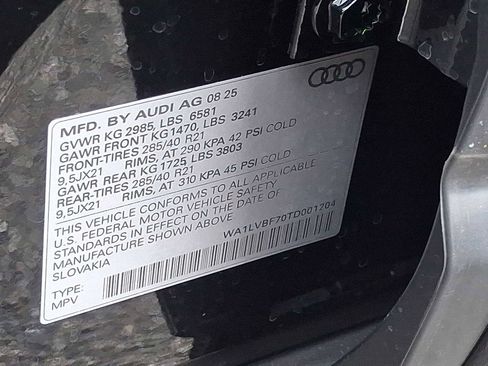 MFD. BY AUDI AG 08 25
GVWR KG 2985, LBS 6581
GAWR FRONT KG1470, LBS 3241
FRONT-TIRES 285/40 R21
9,5JX21 RIMS, AT 290 KPA 42 PSI COLD
GAWR REAR KG 1725 LBS 3803
REAR-TIRES 285/40 R21
9,5JX21 RIMS, AT 310 KPA 45 PSI COLD
THIS VEHICLE CONFORMS TO ALL APPLICABLE
U.S. FEDERAL MOTOR VEHICLE SAFETY
STANDARDS IN EFFECT ON THE DATE OF
MANUFACTURE SHOWN ABOVE.
SLOVAKIA
WA1LVBF70TD001204
TYPE:
MPV